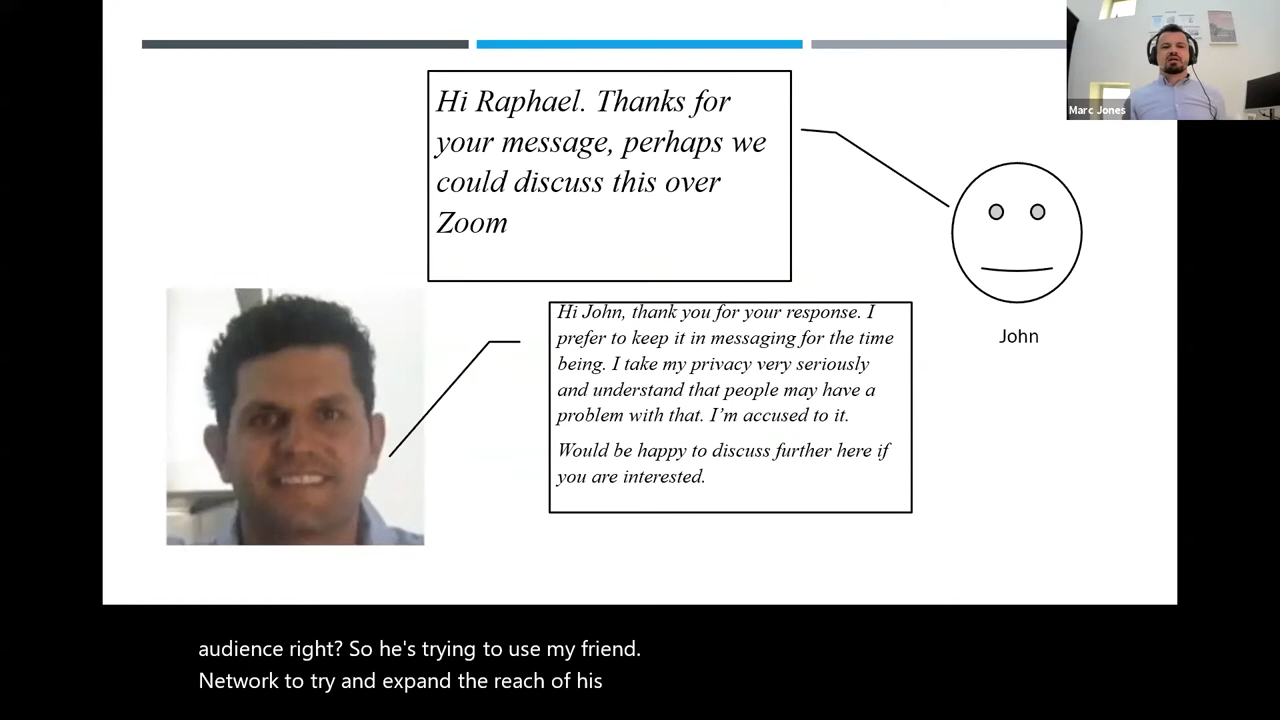 Marc Jones
Hi Raphael. Thanks for
your message, perhaps we
could discuss this over
Zoom
John
Hi John, thank you for your response. I
prefer to keep it in messaging for the time
being. I take my privacy very seriously
and understand that people may have a
problem with that. I'm accused to it.
Would be happy to discuss further here if
you are interested.
audience right? So he's trying to use my friend.
Network to try and expand the reach of his